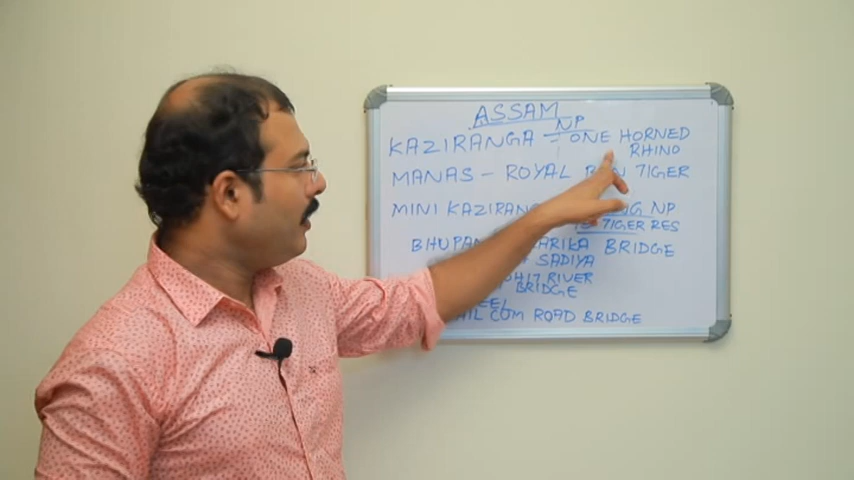 ASSAM
NP
KAZIRANGA - ONE HORNED
RHINO
MANAS - ROYAL TIGER
MINI KAZIRANG NP
TIGER RES
BHUPAN BRIDGE
SADIYA
RIVER
BRIDGE
COM ROAD BRIDGE